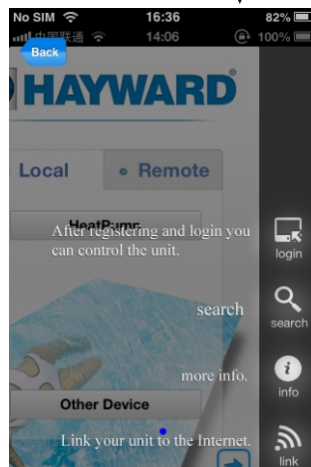 No SIM 16:36 82%
中国联通 14:06 100%
Back
HAYWARD®
Local • Remote
HeatPump
After registering and login you
can control the unit.
login
search
search
more info.
info
Other Device
Link your unit to the Internet.
link